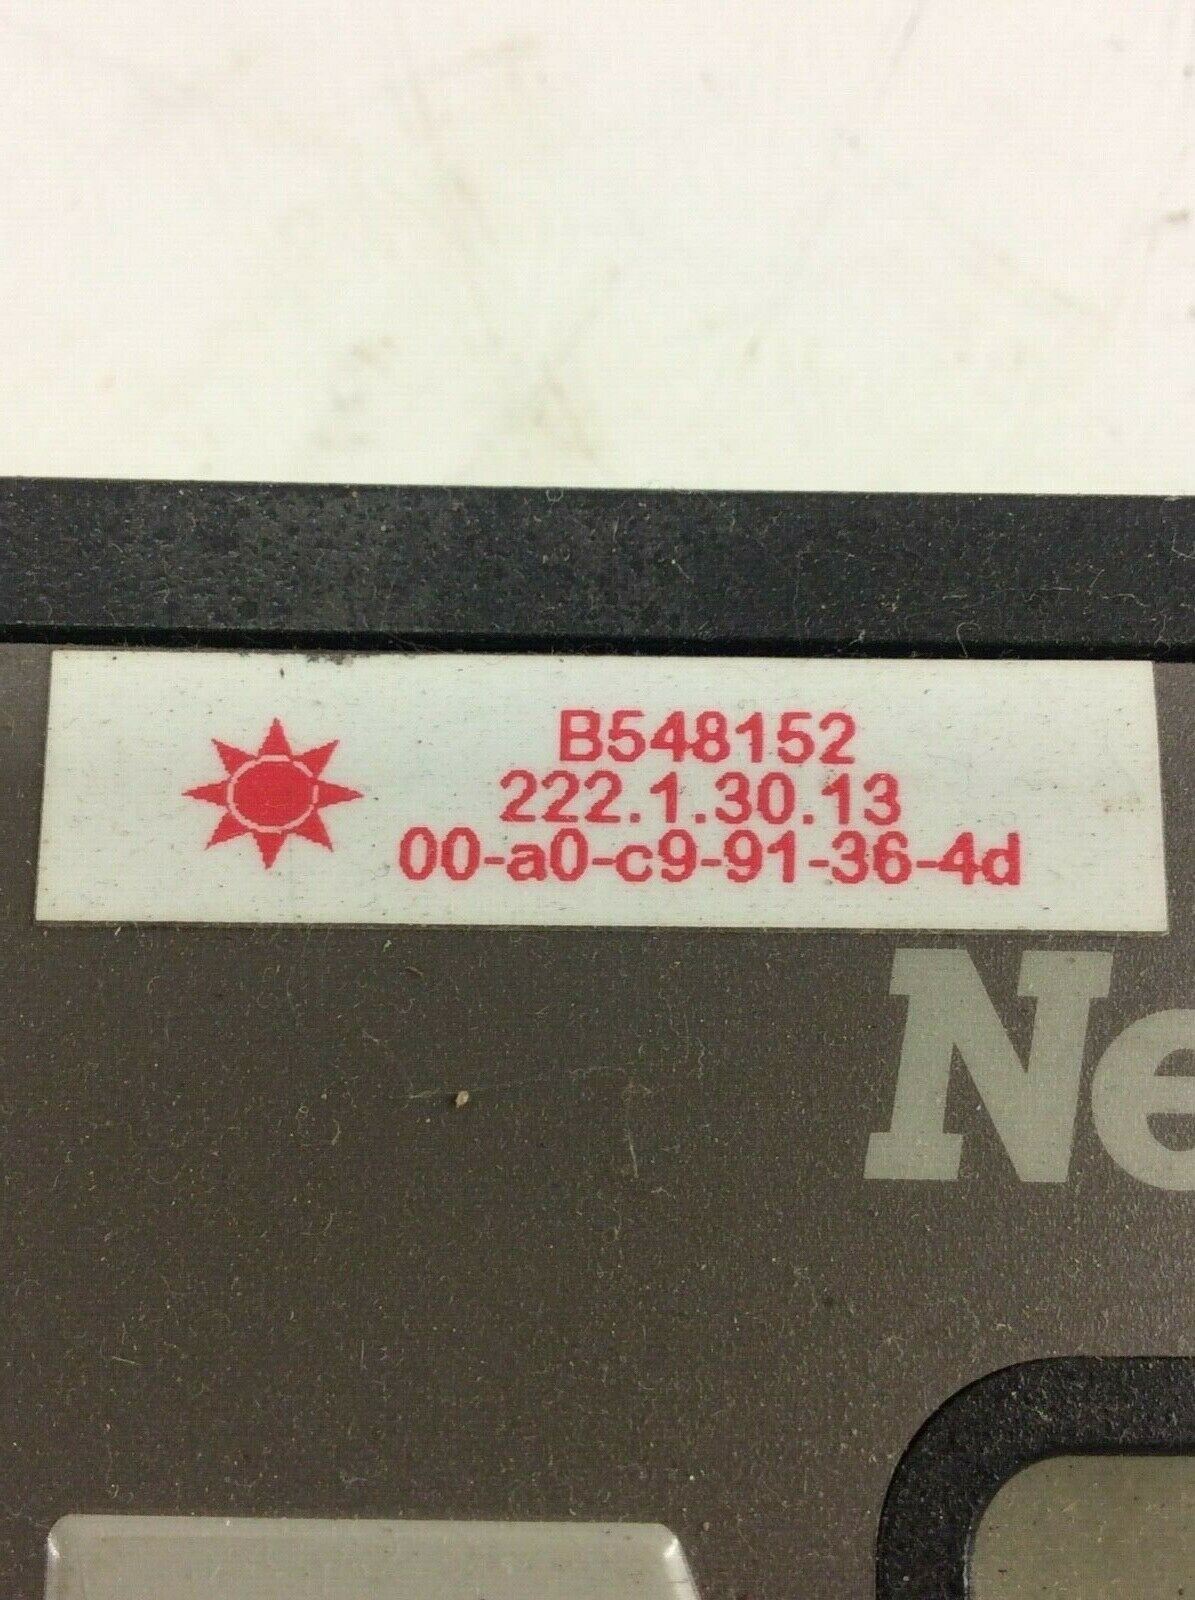 B548152
222.1.30.13
00-a0-c9-91-36-4d
Ne